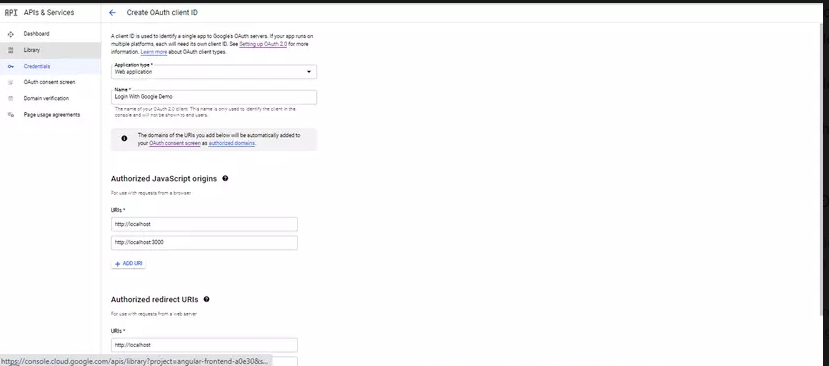 API APIs & Services
Create OAuth client ID
Dashboard
Library
Credentials
OAuth consent screen
Domain verification
Page usage agreements
A client ID is used to identify a single app to Google's OAuth servers. If your app runs on
multiple platforms, each will need its own client ID. See Setting up OAuth 2.0 for more
information. Learn more about OAuth client types.
Application type *
Web application
Name *
Login With Google Demo
The name of your OAuth 2.0 client. This name is only used to identify the client in the
console and will not be shown to end users.
The domains of the URIs you add below will be automatically added to
your OAuth consent screen as authorized domains.
Authorized JavaScript origins
For use with requests from a browser
URIs *
http://localhost
http://localhost:3000
+ ADD URI
Authorized redirect URIs
For use with requests from a web server
URIs *
http://localhost
https://console.cloud.google.com/apis/library?project=angular-frontend-a0e30&s...